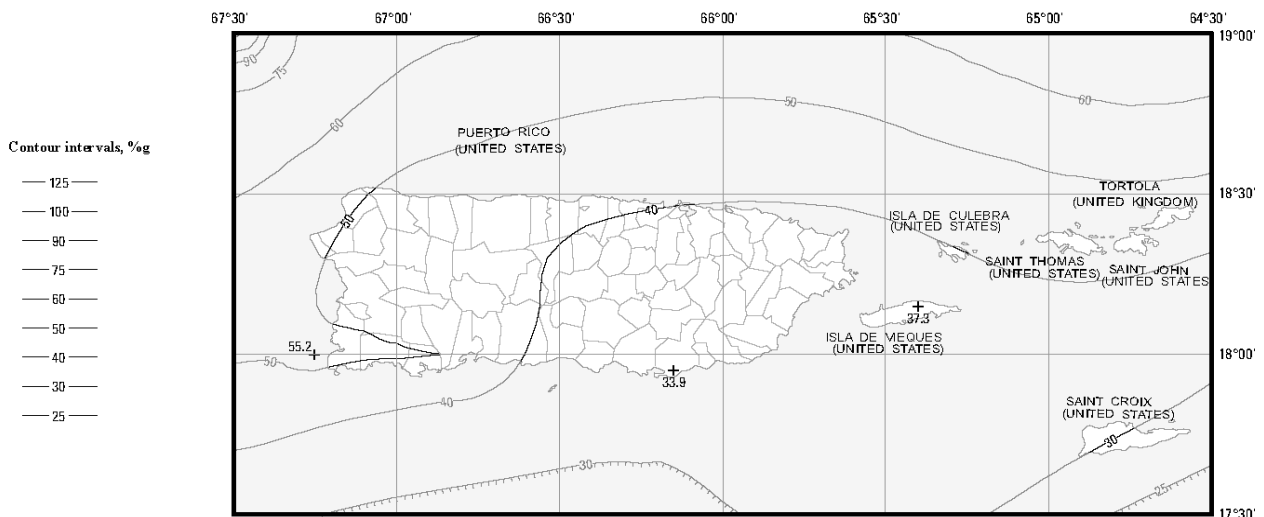 67°30' 67°00' 66°30' 66°00' 65°30' 65°00' 64°30'
19°00'
90
75
60
50
60
Contour intervals, %g
125
100
90
75
60
50
40
30
25
PUERTO RICO
(UNITED STATES)
18°30'
TORTOLA
(UNITED KINGDOM)
50
40
ISLA DE CULEBRA
(UNITED STATES)
SAINT THOMAS
(UNITED STATES)
SAINT JOHN
(UNITED STATES
37.3
ISLA DE MEQUES
(UNITED STATES)
55.2
50
18°00'
33.9
40
SAINT CROIX
(UNITED STATES)
30
30
25
17°30'